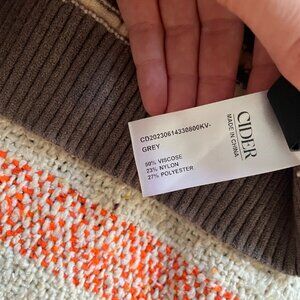 CD20230614330800KV-
GREY
50% VISCOSE
23% NYLON
27% POLYESTER
CIDER
MADE IN CHINA